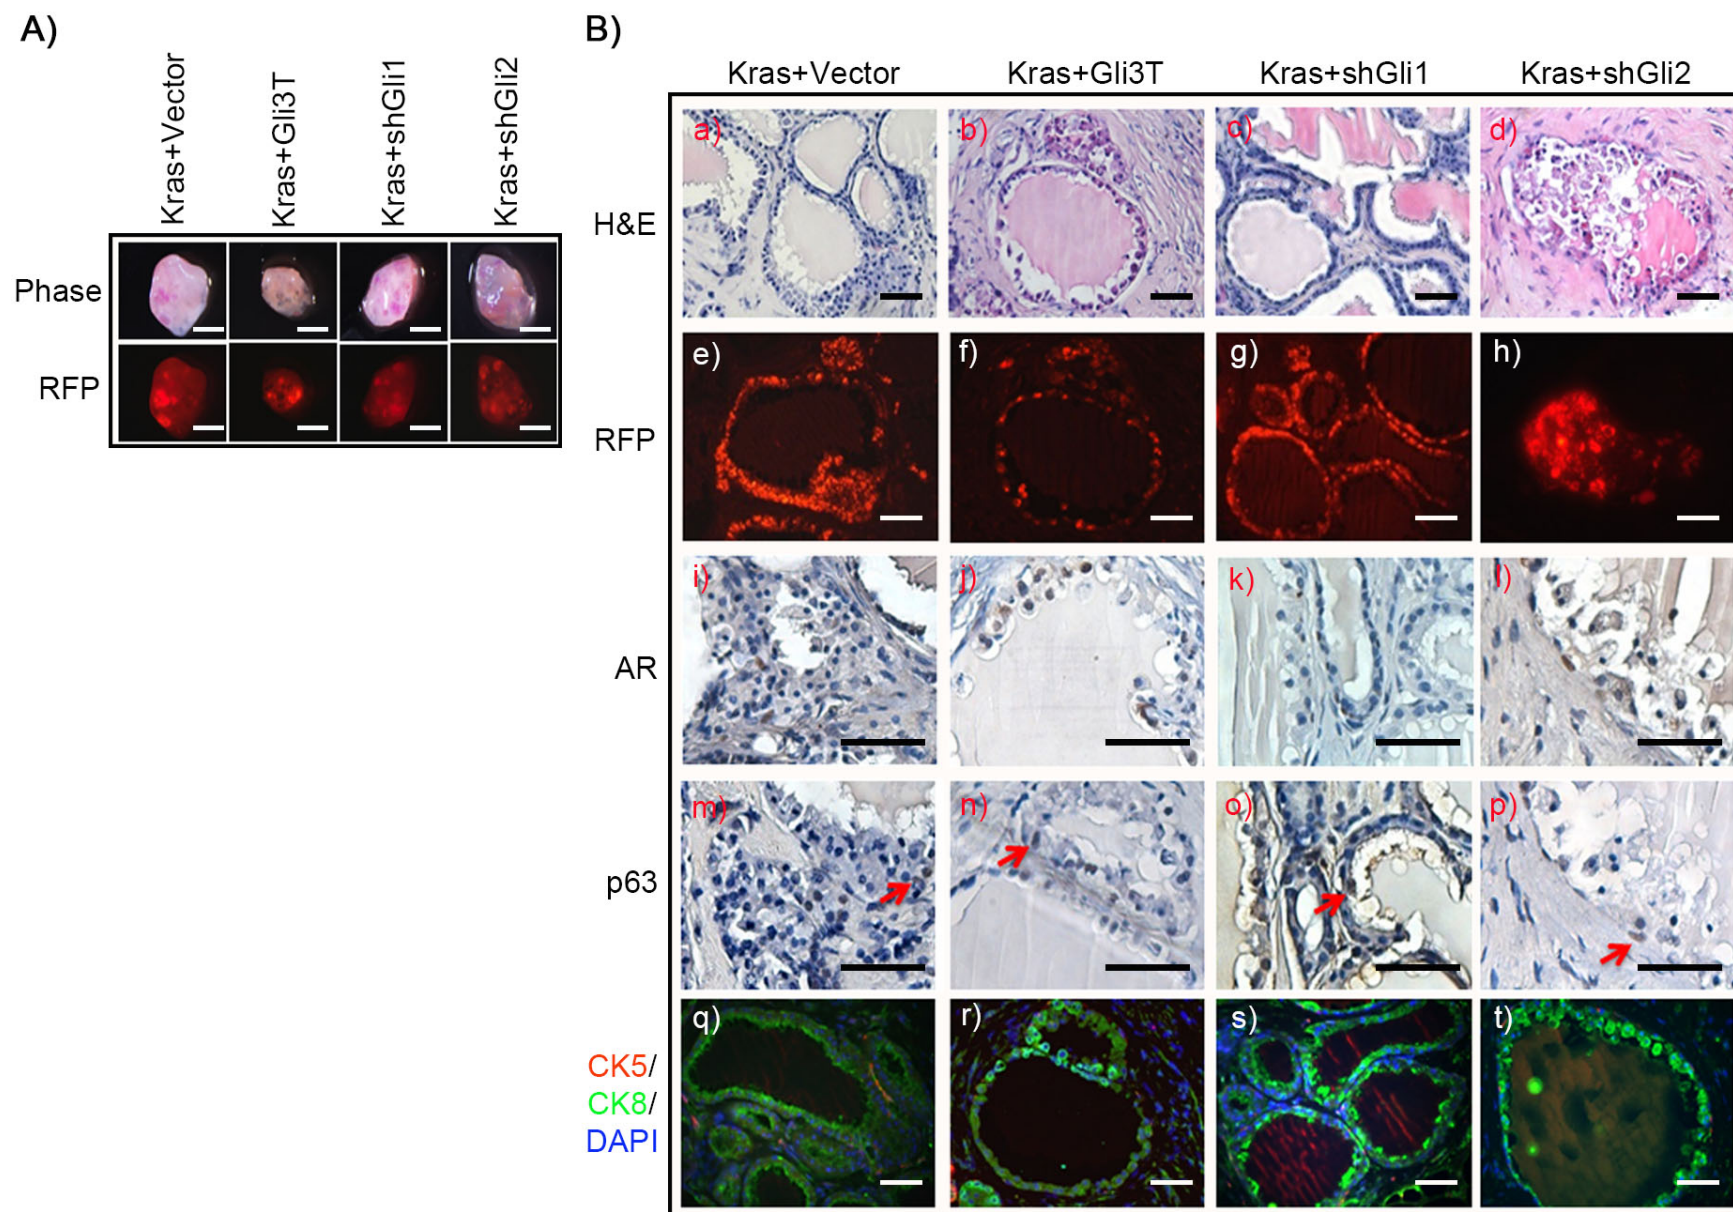 A)
Kras+Vector
Kras+Gli3T
Kras+shGli1
Kras+shGli2
Phase
RFP
B)
Kras+Vector Kras+Gli3T Kras+shGli1 Kras+shGli2
H&E
a) b) c) d)
RFP
e) f) g) h)
AR
i) j) k) l)
p63
m) n) o) p)
CK5/
CK8/
DAPI
q) r) s) t)